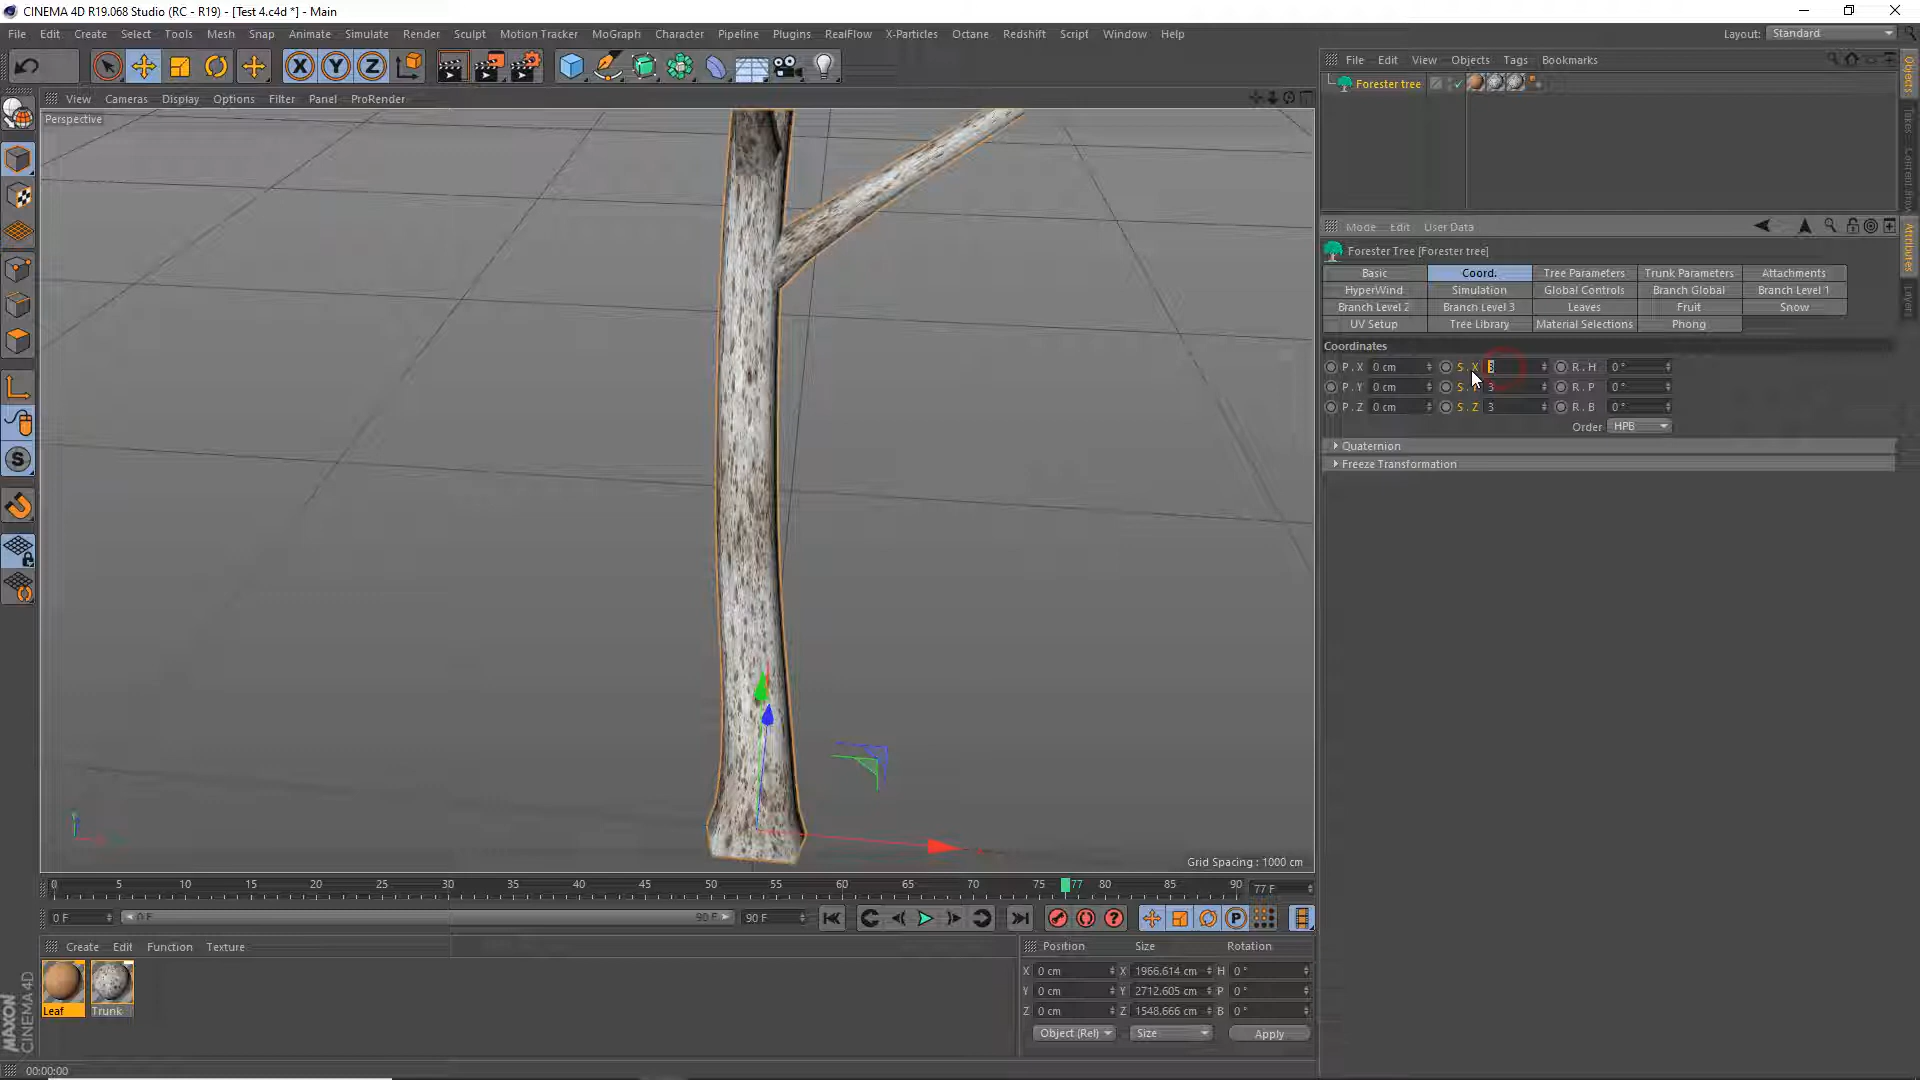 CINEMA 4D R19.068 Studio (RC - R19) - [Test 4.c4d *] - Main
File Edit Create Select Tools Mesh Snap Animate Simulate Render Sculpt Motion Tracker MoGraph Character Pipeline Plugins RealFlow X-Particles Octane Redshift Script Window Help Layout: Standard
X Y Z
File Edit View Objects Tags Bookmarks
Forester tree
View Cameras Display Options Filter Panel ProRender
Perspective
Objects
Takes
Attributes
Layers
Mode Edit User Data
Forester Tree [Forester tree]
Basic Coord. Tree Parameters Trunk Parameters Attachments
HyperWind Simulation Global Controls Branch Global Branch Level 1
Branch Level 2 Branch Level 3 Leaves Fruit Snow
UV Setup Tree Library Material Selections Phong
Coordinates
P . X 0 cm S . X 3 R . H 0 °
P . Y 0 cm S . Y 3 R . P 0 °
P . Z 0 cm S . Z 3 R . B 0 °
Order HPB
Quaternion
Freeze Transformation
S
Grid Spacing : 1000 cm
0 5 10 15 20 25 30 35 40 45 50 55 60 65 70 75 77 80 85 90 77 F
0 F 0 F 90 F 90 F ? P
Create Edit Function Texture
Leaf Trunk
Position Size Rotation
X 0 cm X 1966.614 cm H 0 °
Y 0 cm Y 2712.605 cm P 0 °
Z 0 cm Z 1548.666 cm B 0 °
Object (Rel) Size Apply
MAXON
CINEMA 4D
00:00:00